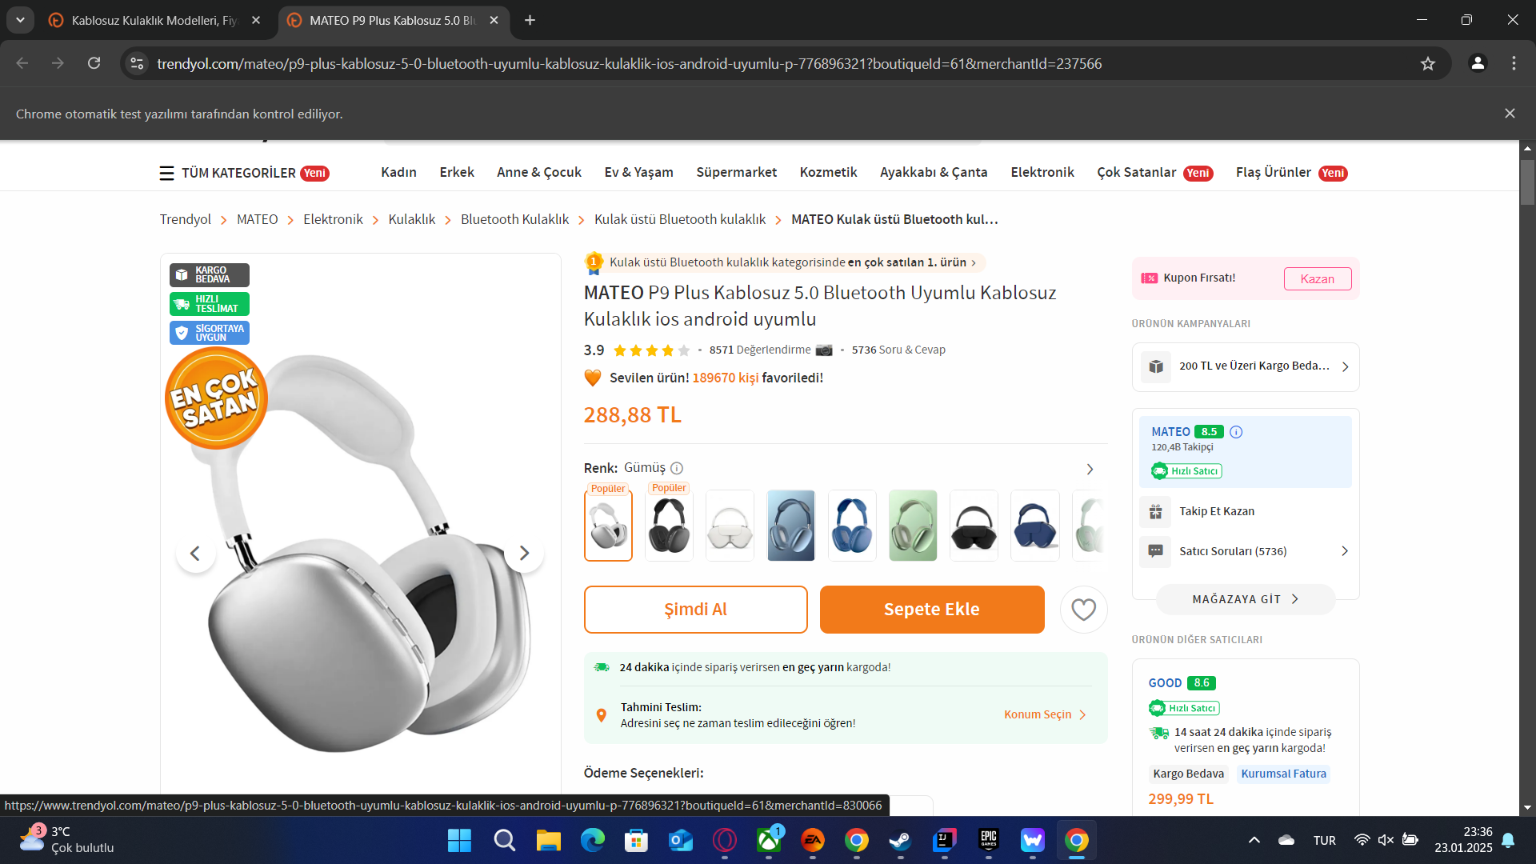 Kablosuz Kulaklık Modelleri, Fiy
MATEO P9 Plus Kablosuz 5.0 Bl
trendyol.com/mateo/p9-plus-kablosuz-5-0-bluetooth-uyumlu-kablosuz-kulaklik-ios-android-uyumlu-p-776896321?boutiqueId=61&merchantId=237566
Chrome otomatik test yazılımı tarafından kontrol ediliyor.
TÜM KATEGORİLER Yeni
Kadın Erkek Anne & Çocuk Ev & Yaşam Süpermarket Kozmetik Ayakkabı & Çanta Elektronik Çok Satanlar Yeni Flaş Ürünler Yeni
Trendyol > MATEO > Elektronik > Kulaklık > Bluetooth Kulaklık > Kulak üstü Bluetooth kulaklık > MATEO Kulak üstü Bluetooth kul...
KARGO
BEDAVA
HIZLI
TESLİMAT
SİGORTAYA
UYGUN
EN ÇOK
SATAN
1 Kulak üstü Bluetooth kulaklık kategorisinde en çok satılan 1. ürün >
MATEO P9 Plus Kablosuz 5.0 Bluetooth Uyumlu Kablosuz
Kulaklık ios android uyumlu
3.9 · 8571 Değerlendirme · 5736 Soru & Cevap
Sevilen ürün! 189670 kişi favoriledi!
288,88 TL
Renk: Gümüş
Popüler
Popüler
Şimdi Al
Sepete Ekle
24 dakika içinde sipariş verirsen en geç yarın kargoda!
Tahmini Teslim:
Adresini seç ne zaman teslim edileceğini öğren!
Konum Seçin >
Ödeme Seçenekleri:
Kupon Fırsatı!
Kazan
ÜRÜNÜN KAMPANYALARI
200 TL ve Üzeri Kargo Beda...
MATEO 8.5
120,4B Takipçi
Hızlı Satıcı
Takip Et Kazan
Satıcı Soruları (5736)
MAĞAZAYA GİT >
ÜRÜNÜN DİĞER SATICILARI
GOOD 8.6
Hızlı Satıcı
14 saat 24 dakika içinde sipariş
verirsen en geç yarın kargoda!
Kargo Bedava Kurumsal Fatura
299,99 TL
https://www.trendyol.com/mateo/p9-plus-kablosuz-5-0-bluetooth-uyumlu-kablosuz-kulaklik-ios-android-uyumlu-p-776896321?boutiqueId=61&merchantId=830066
3
3°C
Çok bulutlu
1
EA
IJ
EPIC
GAMES
TUR
23:36
23.01.2025